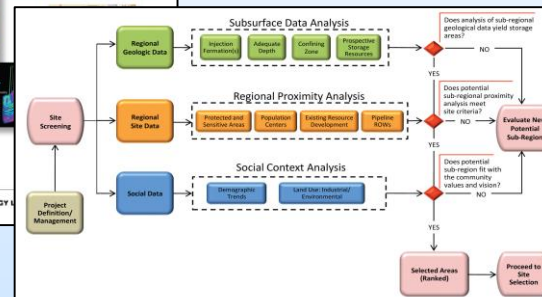 Subsurface Data Analysis
Regional
Geologic Data
Injection
Formation(s)
Adequate
Depth
Confining
Zone
Prospective
Storage
Resources
Does analysis of sub-regional
geological data yield storage
areas?
NO
YES
Regional Proximity Analysis
Site
Screening
Regional
Site Data
Protected and
Sensitive Areas
Population
Centers
Existing Resource
Development
Pipeline
ROWs
Does potential
sub-regional proximity
analysis meet
site criteria?
NO
Evaluate New
Potential
Sub-Region
YES
Social Context Analysis
Project
Definition/
Management
Social Data
Demographic
Trends
Land Use: Industrial/
Environmental
Does potential
sub-region fit with
the community
values and vision?
NO
YES
Selected Areas
(Ranked)
Proceed to
Site
Selection